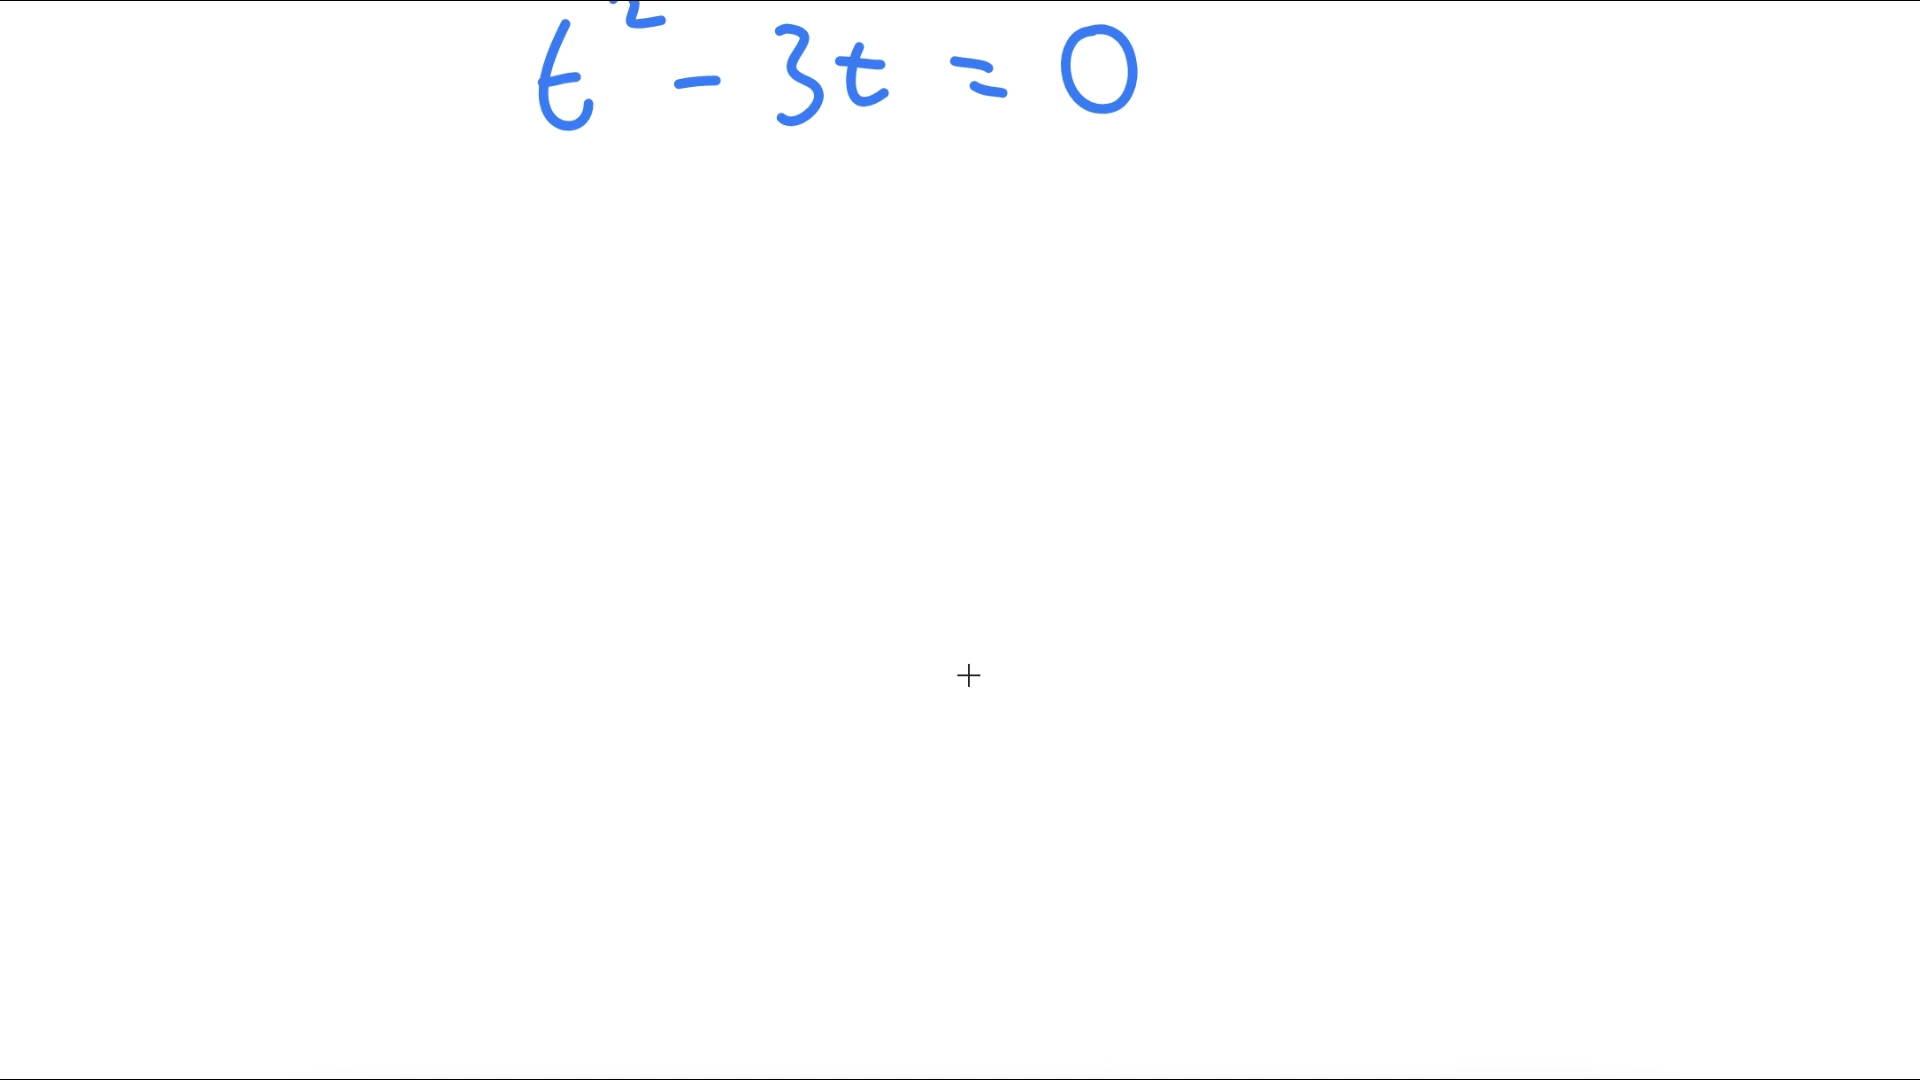 t² - 3t = 0